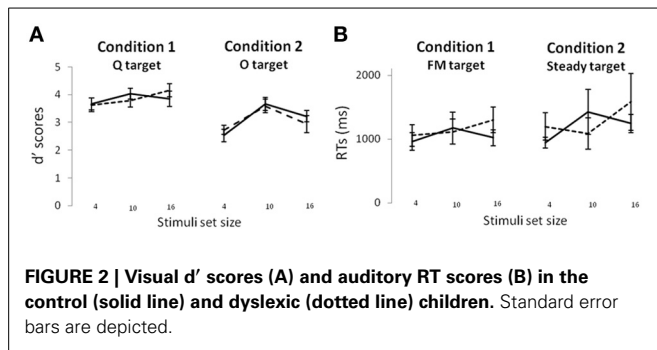 A
Condition 1
Q target
Condition 2
O target
d' scores
5
4
3
2
1
0
4
10
16
4
10
16
Stimuli set size
B
Condition 1
FM target
Condition 2
Steady target
RTs (ms)
2000
1000
0
4
10
16
4
10
16
Stimuli set size
FIGURE 2 | Visual d′ scores (A) and auditory RT scores (B) in the
control (solid line) and dyslexic (dotted line) children. Standard error
bars are depicted.